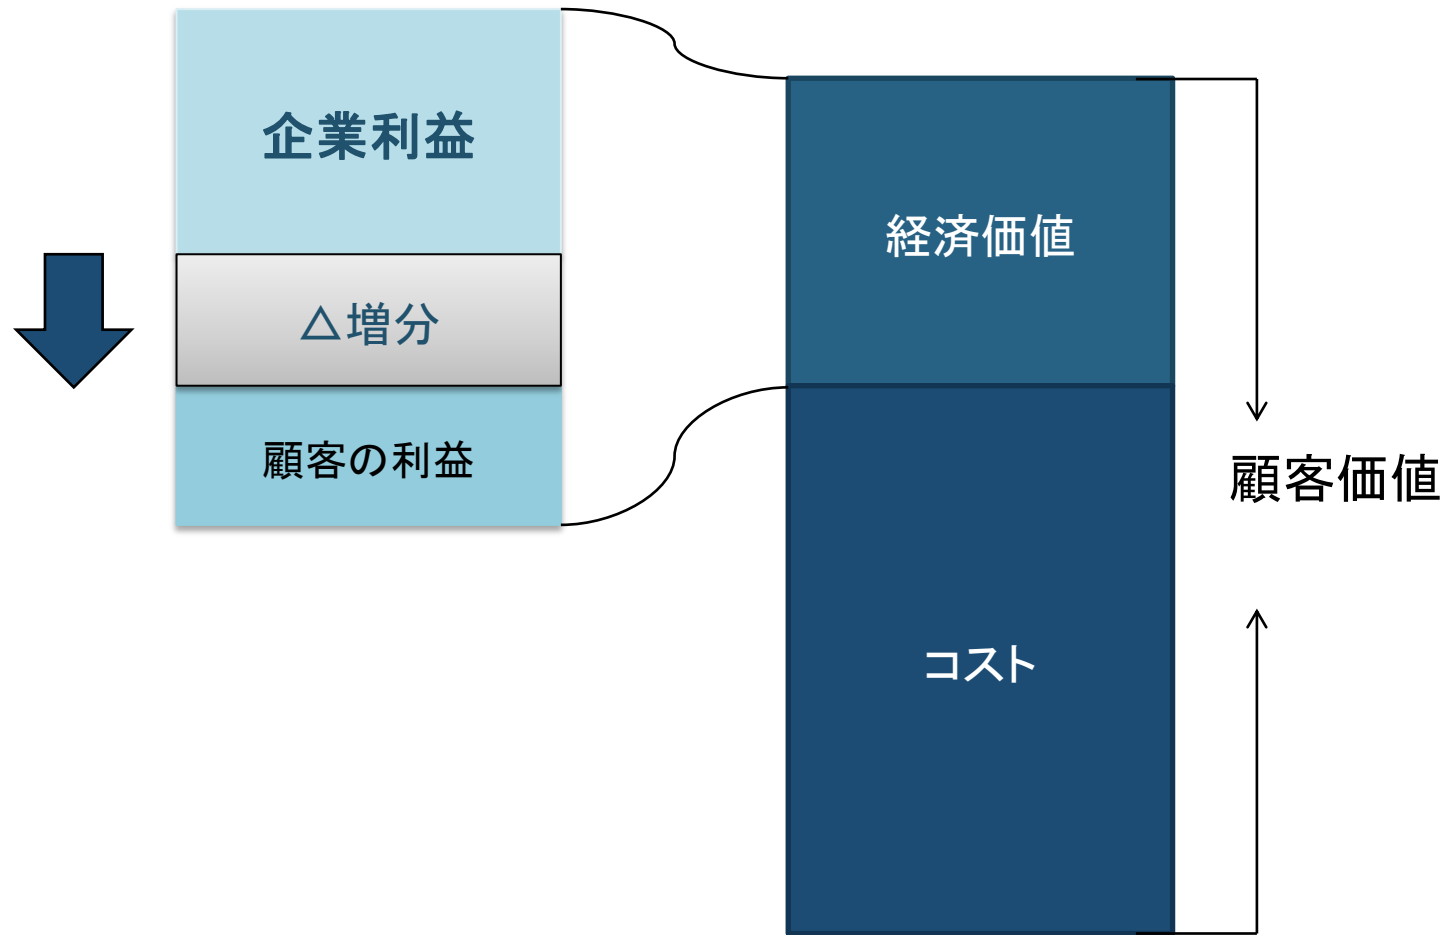 企業利益
△増分
顧客の利益
経済価値
コスト
顧客価値